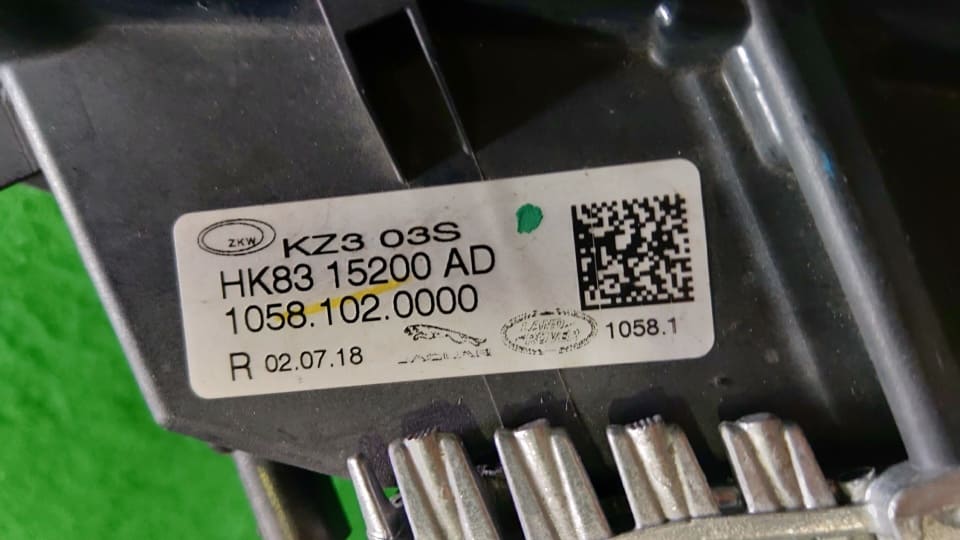 ZKW KZ3 03S
HK83 15200 AD
1058.102.0000
R 02.07.18
JAGUAR
LAND
ROVER
1058.1